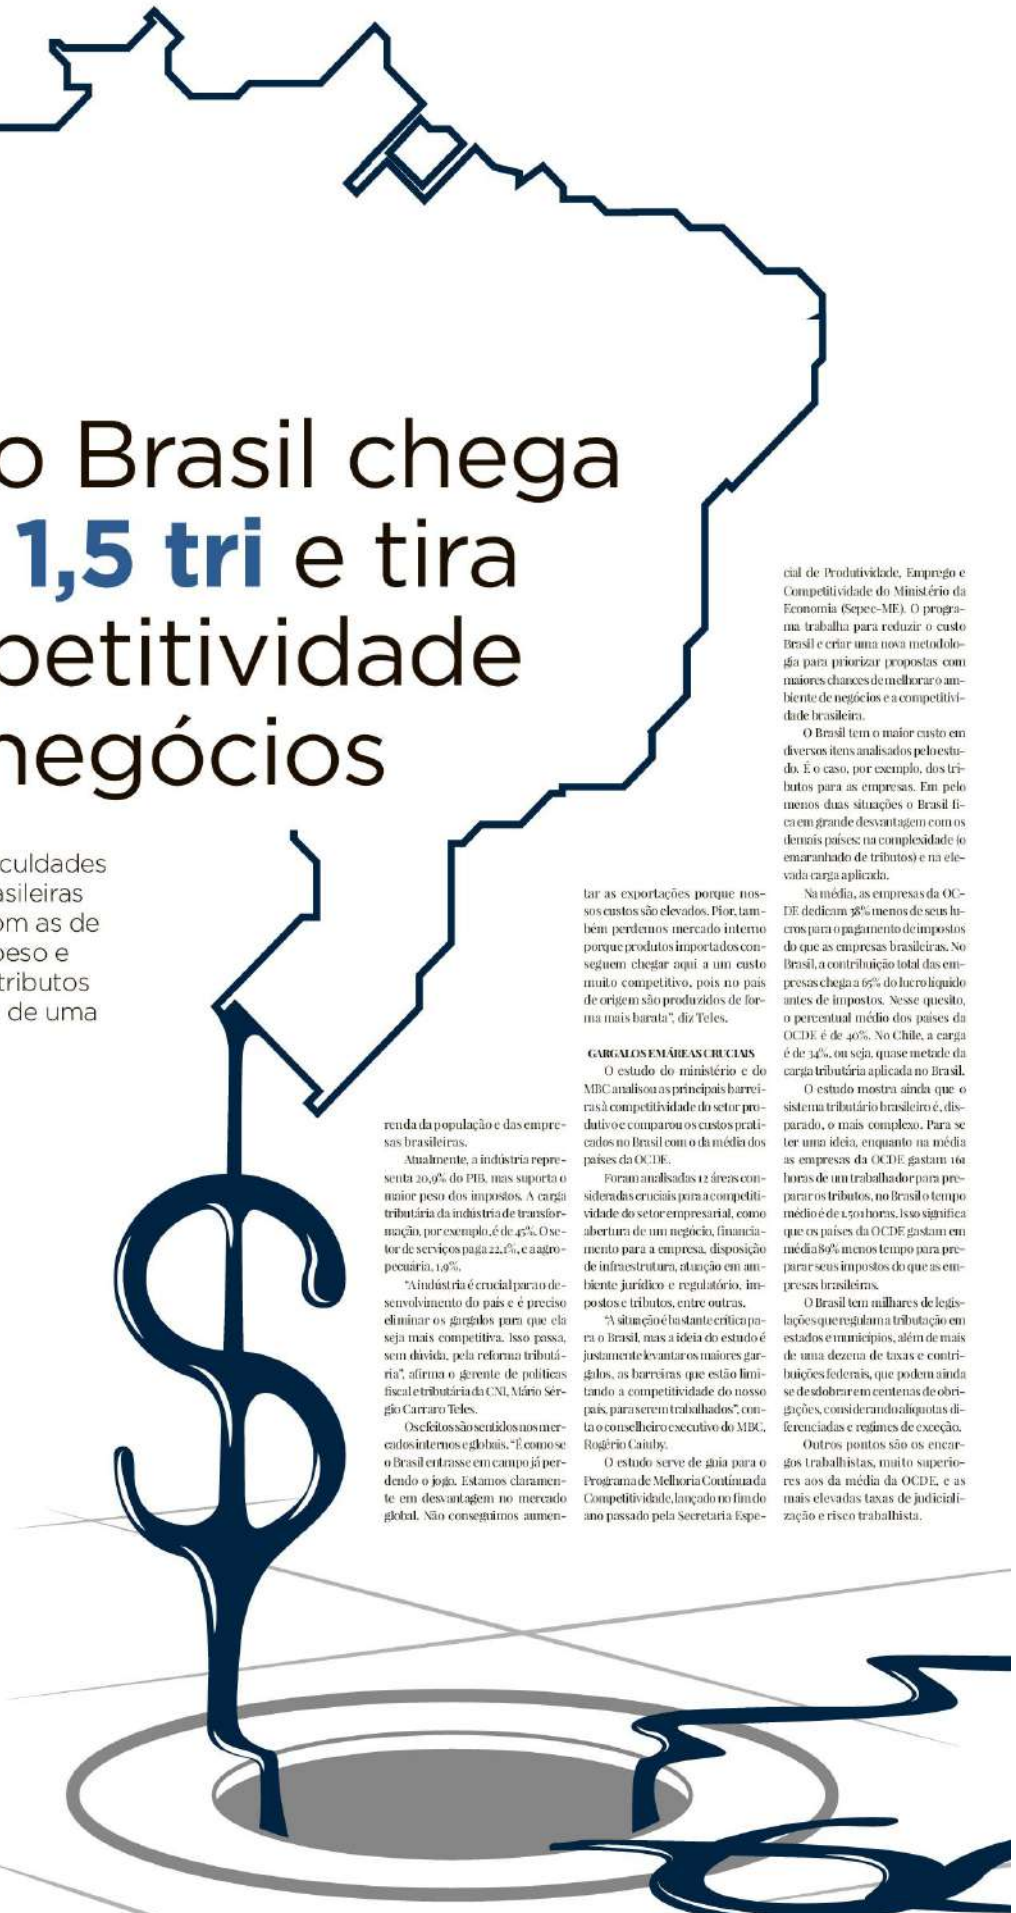 o Brasil chega
1,5 tri e tira
petitividade
negócios
culdades
asileiras
om as de
peso e
tributos
de uma
renda da população e das empre-
sas brasileiras.
Atualmente, a indústria repre-
senta 20,9% do PIB, mas suporta o
maior peso dos impostos. A carga
tributária da indústria de transfor-
mação, por exemplo, é de 45%. O se-
tor de serviços paga 22,1%, e a agro-
pecuária, 1,9%.
"A indústria é crucial para o de-
senvolvimento do país e é preciso
eliminar os gargalos para que ela
seja mais competitiva. Isso passa,
sem dúvida, pela reforma tributá-
ria", afirma o gerente de políticas
fiscal e tributária da CNI, Mário Sér-
gio Carraro Teles.
Os efeitos são sentidos nos mer-
cados internos e globais. "É como se
o Brasil entrasse em campo já per-
dendo o jogo. Estamos claramen-
te em desvantagem no mercado
global. Não conseguimos aumen-
tar as exportações porque nos-
sos custos são elevados. Pior, tam-
bém perdemos mercado interno
porque produtos importados con-
seguem chegar aqui a um custo
muito competitivo, pois no país
de origem são produzidos de for-
ma mais barata", diz Teles.
GARGALOS EM ÁREAS CRUCIAIS
O estudo do ministério e do
MBC analisou as principais barrei-
ras à competitividade do setor pro-
dutivo e comparou os custos prati-
cados no Brasil com o da média dos
países da OCDE.
Foram analisadas 12 áreas con-
sideradas cruciais para a competiti-
vidade do setor empresarial, como
abertura de um negócio, financia-
mento para a empresa, disposição
de infraestrutura, atuação em am-
biente jurídico e regulatório, im-
postos e tributos, entre outras.
"A situação é bastante crítica pa-
ra o Brasil, mas a ideia do estudo é
justamente levantar os maiores gar-
galos, as barreiras que estão limi-
tando a competitividade do nosso
país, para serem trabalhados", con-
ta o conselheiro executivo do MBC,
Rogério Caiuby.
O estudo serve de guia para o
Programa de Melhoria Contínua da
Competitividade, lançado no fim do
ano passado pela Secretaria Espe-
cial de Produtividade, Emprego e
Competitividade do Ministério da
Economia (Sepec-ME). O progra-
ma trabalha para reduzir o custo
Brasil e criar uma nova metodolo-
gia para priorizar propostas com
maiores chances de melhorar o am-
biente de negócios e a competitivi-
dade brasileira.
O Brasil tem o maior custo em
diversos itens analisados pelo estu-
do. É o caso, por exemplo, dos tri-
butos para as empresas. Em pelo
menos duas situações o Brasil fi-
ca em grande desvantagem com os
demais países: na complexidade (o
emaranhado de tributos) e na ele-
vada carga aplicada.
Na média, as empresas da OC-
DE dedicam 38% menos de seus lu-
cros para o pagamento de impostos
do que as empresas brasileiras. No
Brasil, a contribuição total das em-
presas chega a 65% do lucro líquido
antes de impostos. Nesse quesito,
o percentual médio dos países da
OCDE é de 40%. No Chile, a carga
é de 34%, ou seja, quase metade da
carga tributária aplicada no Brasil.
O estudo mostra ainda que o
sistema tributário brasileiro é, dis-
parado, o mais complexo. Para se
ter uma ideia, enquanto na média
as empresas da OCDE gastam 161
horas de um trabalhador para pre-
parar os tributos, no Brasil o tempo
médio é de 1.501 horas. Isso significa
que os países da OCDE gastam em
média 89% menos tempo para pre-
parar seus impostos do que as em-
presas brasileiras.
O Brasil tem milhares de legis-
lações que regulam a tributação em
estados e municípios, além de mais
de uma dezena de taxas e contri-
buições federais, que podem ainda
se desdobrar em centenas de obri-
gações, considerando alíquotas di-
ferenciadas e regimes de exceção.
Outros pontos são os encar-
gos trabalhistas, muito superio-
res aos da média da OCDE, e as
mais elevadas taxas de judiciali-
zação e risco trabalhista.